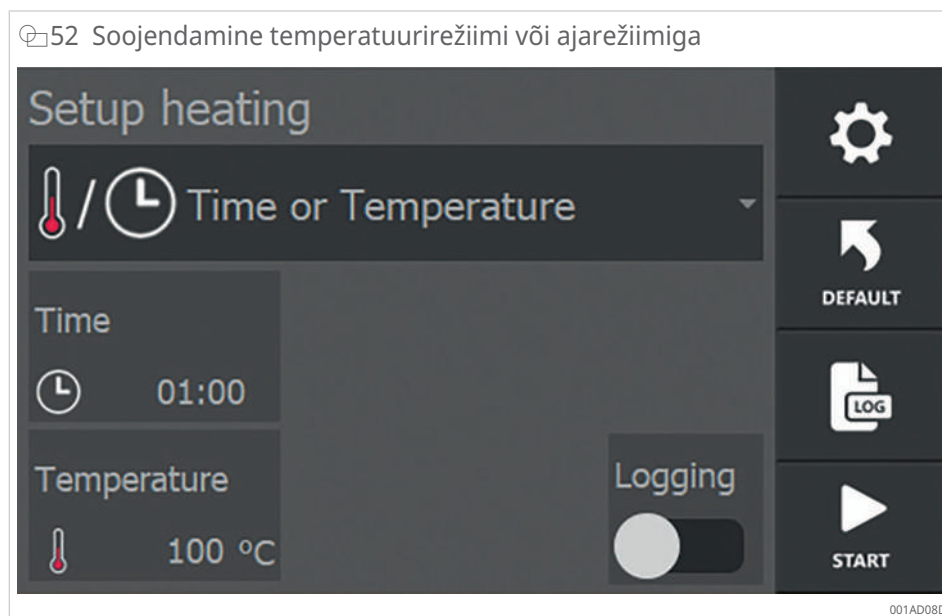 52 Soojendamine temperatuurirežiimi või ajarežiimiga
Setup heating
/ Time or Temperature
DEFAULT
Time
01:00
LOG
Temperature
100 °C
Logging
START
001AD08D